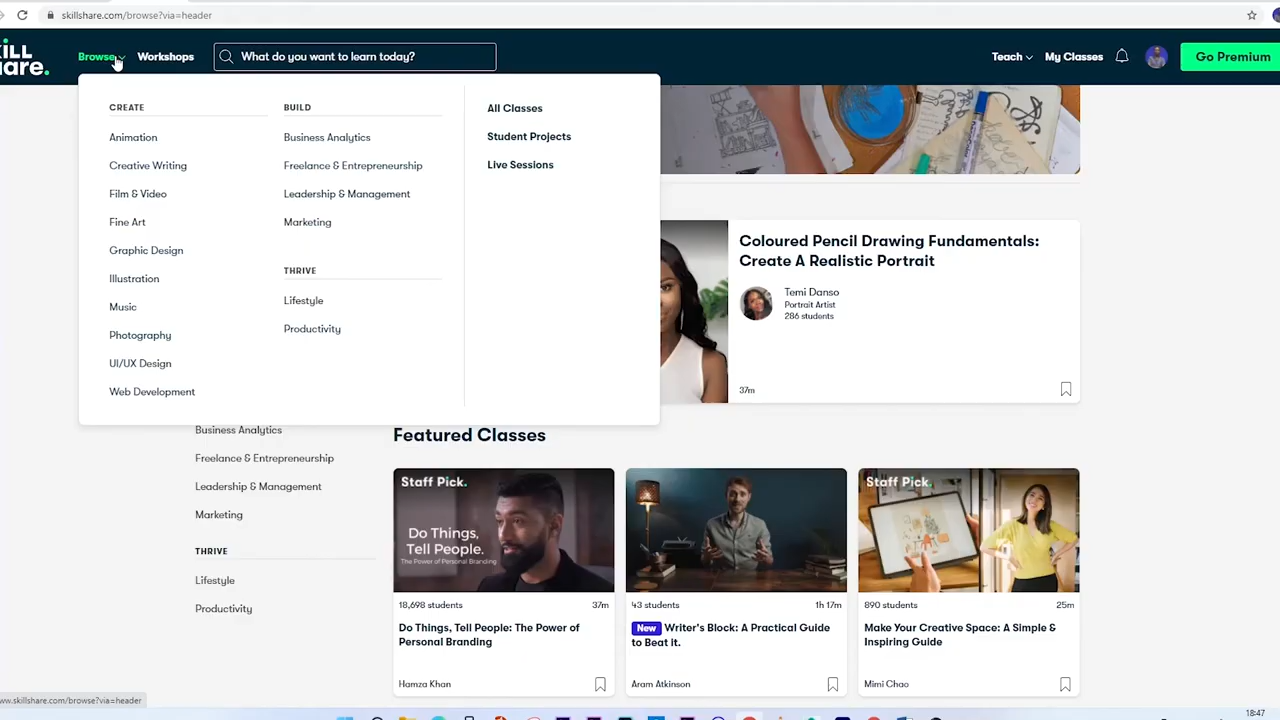 skillshare.com/browse?via=header
Browse
Workshops
What do you want to learn today?
Teach
My Classes
Go Premium
CREATE
Animation
Creative Writing
Film & Video
Fine Art
Graphic Design
Illustration
Music
Photography
UI/UX Design
Web Development
BUILD
Business Analytics
Freelance & Entrepreneurship
Leadership & Management
Marketing
THRIVE
Lifestyle
Productivity
All Classes
Student Projects
Live Sessions
Coloured Pencil Drawing Fundamentals:
Create A Realistic Portrait
Temi Danso
Portrait Artist
286 students
37m
Business Analytics
Freelance & Entrepreneurship
Leadership & Management
Marketing
THRIVE
Lifestyle
Productivity
Featured Classes
Staff Pick.
Do Things,
Tell People.
The Power of Personal Branding
18,698 students
37m
Do Things, Tell People: The Power of
Personal Branding
Hamza Khan
43 students
1h 17m
New Writer's Block: A Practical Guide
to Beat it.
Aram Atkinson
Staff Pick.
890 students
25m
Make Your Creative Space: A Simple &
Inspiring Guide
Mimi Chao
ww.skillshare.com/browse?via=header
18:47